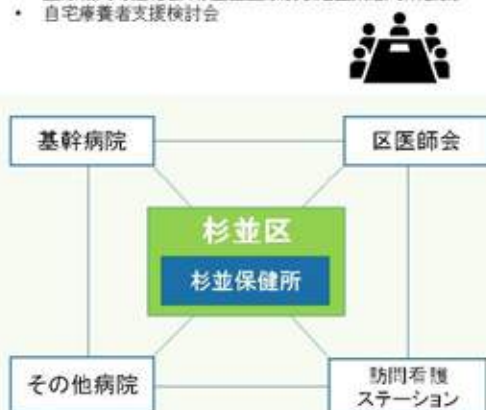 • 自宅療養者支援検討会
基幹病院
区医師会
杉並区
杉並保健所
その他病院
訪問看護
ステーション